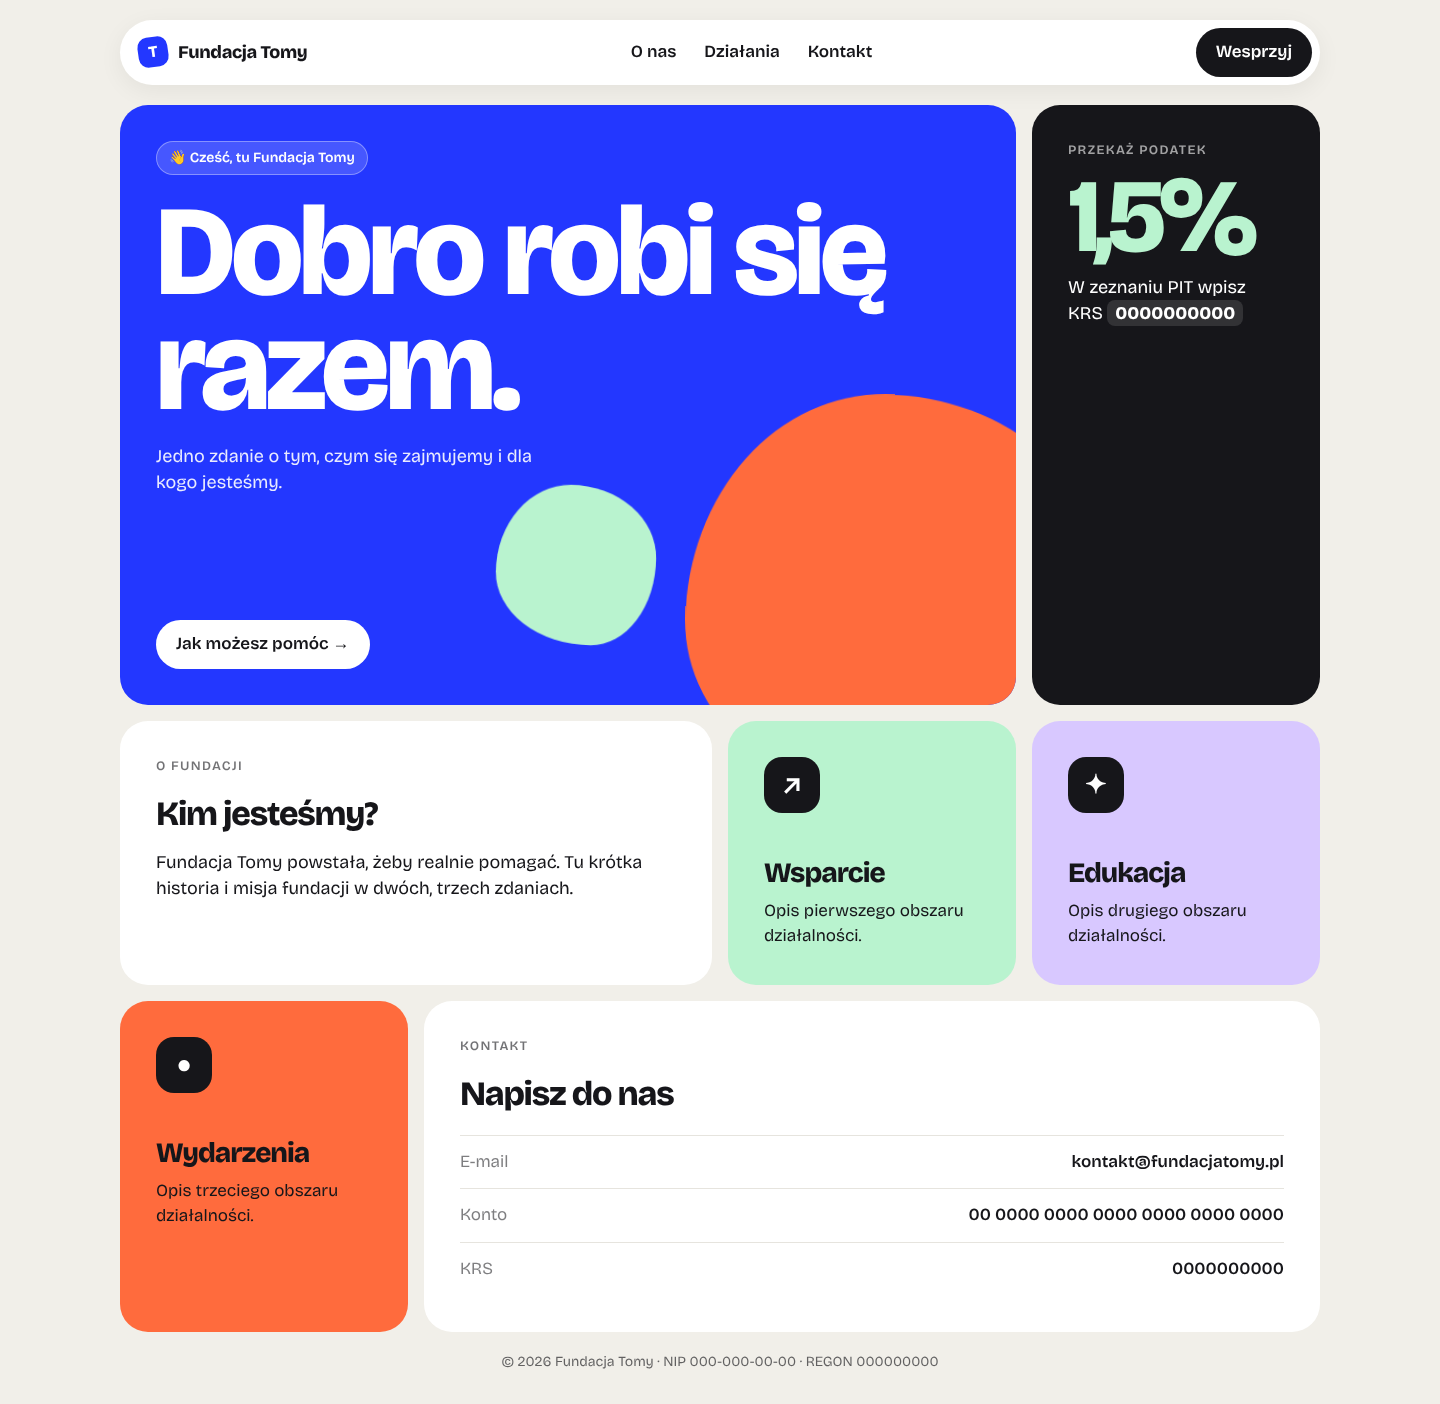 T Fundacja Tomy
O nas Działania Kontakt
Wesprzyj
👋 Cześć, tu Fundacja Tomy
Dobro robi się
razem.
Jedno zdanie o tym, czym się zajmujemy i dla
kogo jesteśmy.
Jak możesz pomóc →
PRZEKAŻ PODATEK
1,5%
W zeznaniu PIT wpisz
KRS 0000000000
O FUNDACJI
Kim jesteśmy?
Fundacja Tomy powstała, żeby realnie pomagać. Tu krótka
historia i misja fundacji w dwóch, trzech zdaniach.
Wsparcie
Opis pierwszego obszaru
działalności.
Edukacja
Opis drugiego obszaru
działalności.
Wydarzenia
Opis trzeciego obszaru
działalności.
KONTAKT
Napisz do nas
E-mail kontakt@fundacjatomy.pl
Konto 00 0000 0000 0000 0000 0000 0000
KRS 0000000000
© 2026 Fundacja Tomy · NIP 000-000-00-00 · REGON 000000000